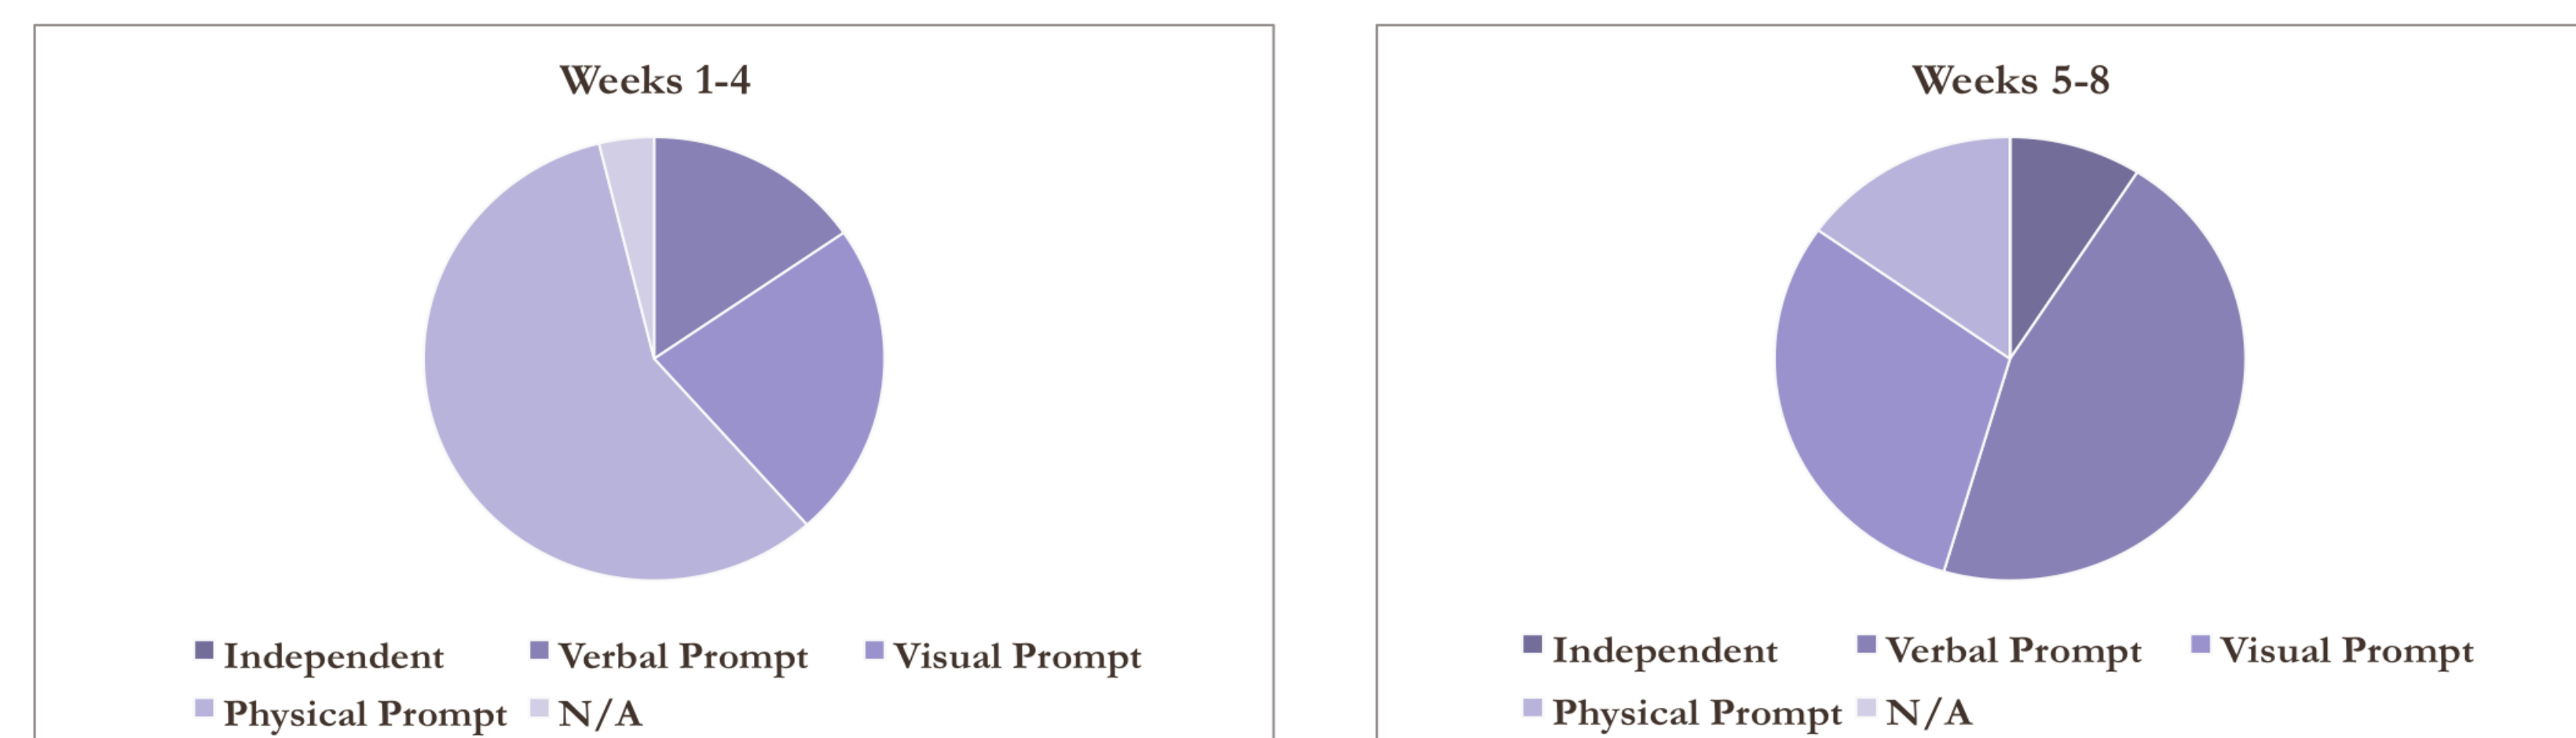 Weeks 1-4
Independent Verbal Prompt Visual Prompt
Physical Prompt N/A
Weeks 5-8
Independent Verbal Prompt Visual Prompt
Physical Prompt N/A